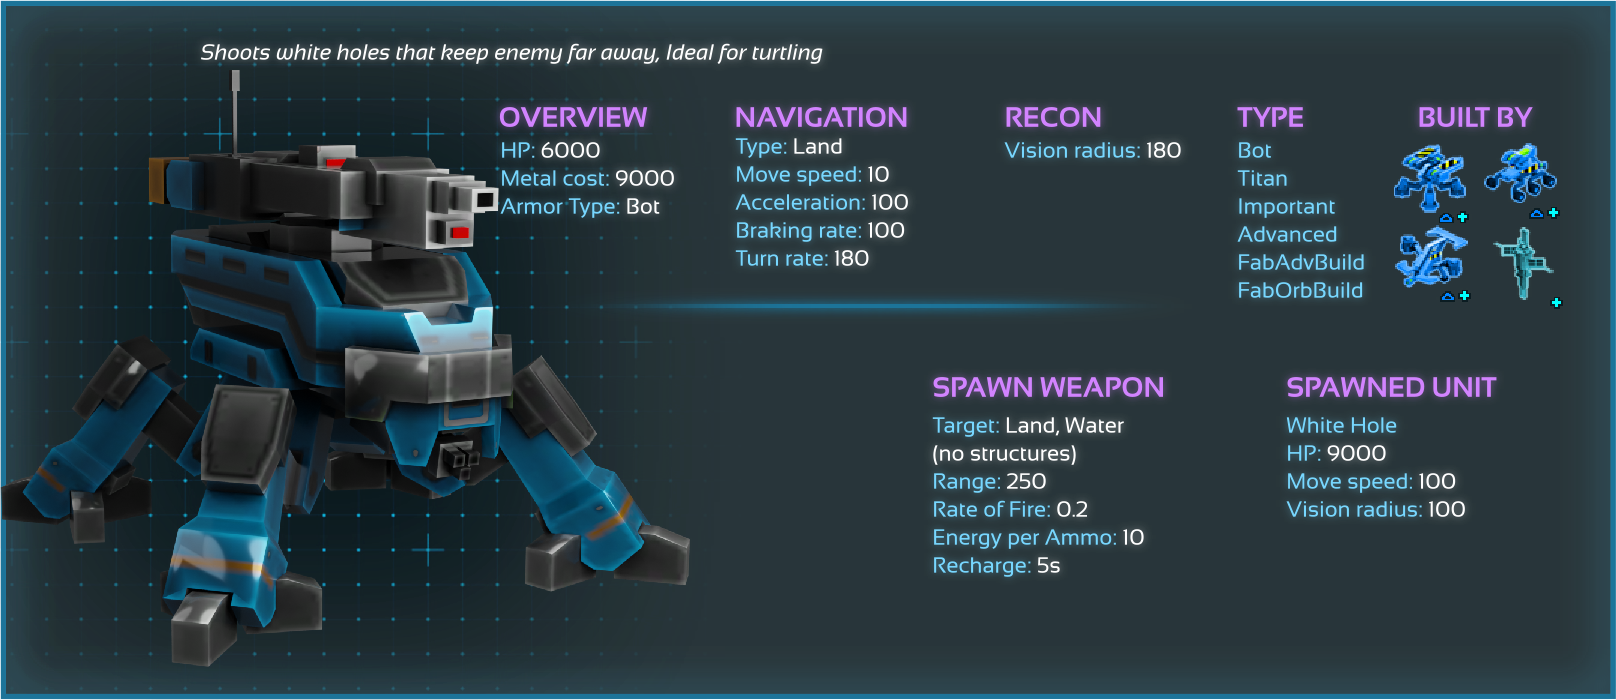 Shoots white holes that keep enemy far away, Ideal for turtling
OVERVIEW
HP: 6000
Metal cost: 9000
Armor Type: Bot
NAVIGATION
Type: Land
Move speed: 10
Acceleration: 100
Braking rate: 100
Turn rate: 180
RECON
Vision radius: 180
TYPE
Bot
Titan
Important
Advanced
FabAdvBuild
FabOrbBuild
BUILT BY
SPAWN WEAPON
Target: Land, Water
(no structures)
Range: 250
Rate of Fire: 0.2
Energy per Ammo: 10
Recharge: 5s
SPAWNED UNIT
White Hole
HP: 9000
Move speed: 100
Vision radius: 100